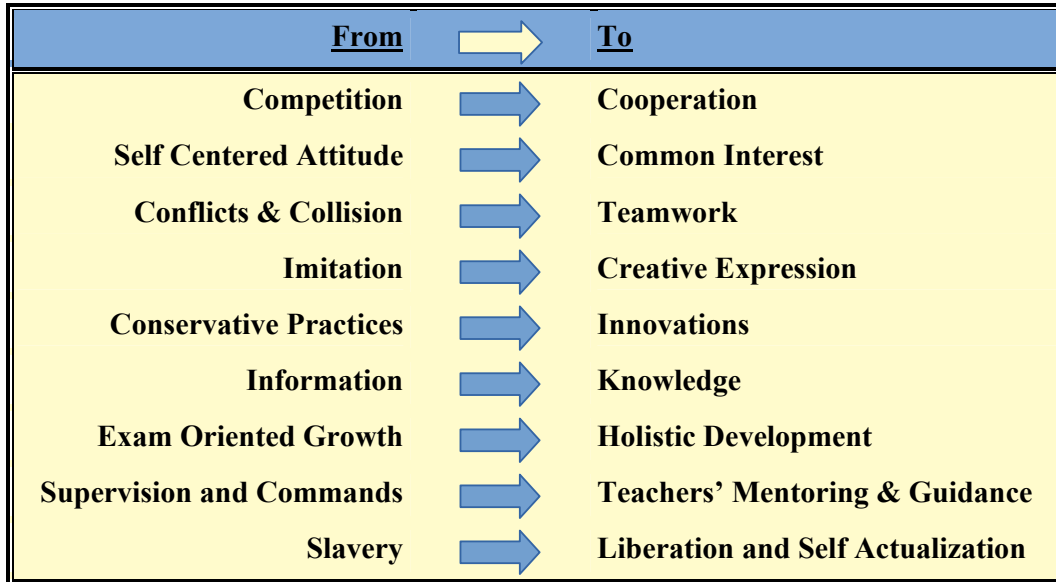 From To
Competition Cooperation
Self Centered Attitude Common Interest
Conflicts & Collision Teamwork
Imitation Creative Expression
Conservative Practices Innovations
Information Knowledge
Exam Oriented Growth Holistic Development
Supervision and Commands Teachers’ Mentoring & Guidance
Slavery Liberation and Self Actualization